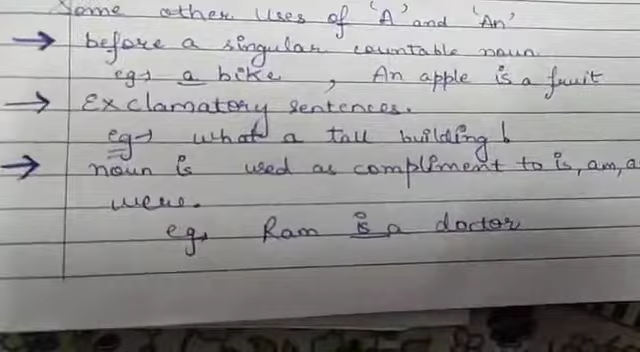 Some other uses of 'A' and 'An'
→ before a singular countable noun.
eg → a bike , An apple is a fruit
→ Exclamatory sentences.
eg → what a tall building !
→ noun is used as compliment to is, am, a
were.
eg, Ram is a doctor